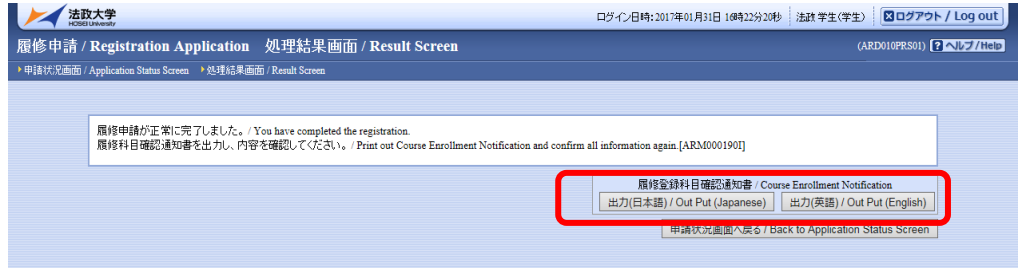 法政大学
HOSEI University
ログイン日時:2017年01月31日 16時22分20秒 法政 学生(学生) ログアウト / Log out
履修申請 / Registration Application 処理結果画面 / Result Screen (ARD010PRS01) ? ヘルプ/Help
申請状況画面 / Application Status Screen 処理結果画面 / Result Screen
履修申請が正常に完了しました。/ You have completed the registration.
履修科目確認通知書を出力し、内容を確認してください。/ Print out Course Enrollment Notification and confirm all information again.[ARM000190I]
履修登録科目確認通知書 / Course Enrollment Notification
出力(日本語) / Out Put (Japanese) 出力(英語) / Out Put (English)
申請状況画面へ戻る / Back to Application Status Screen